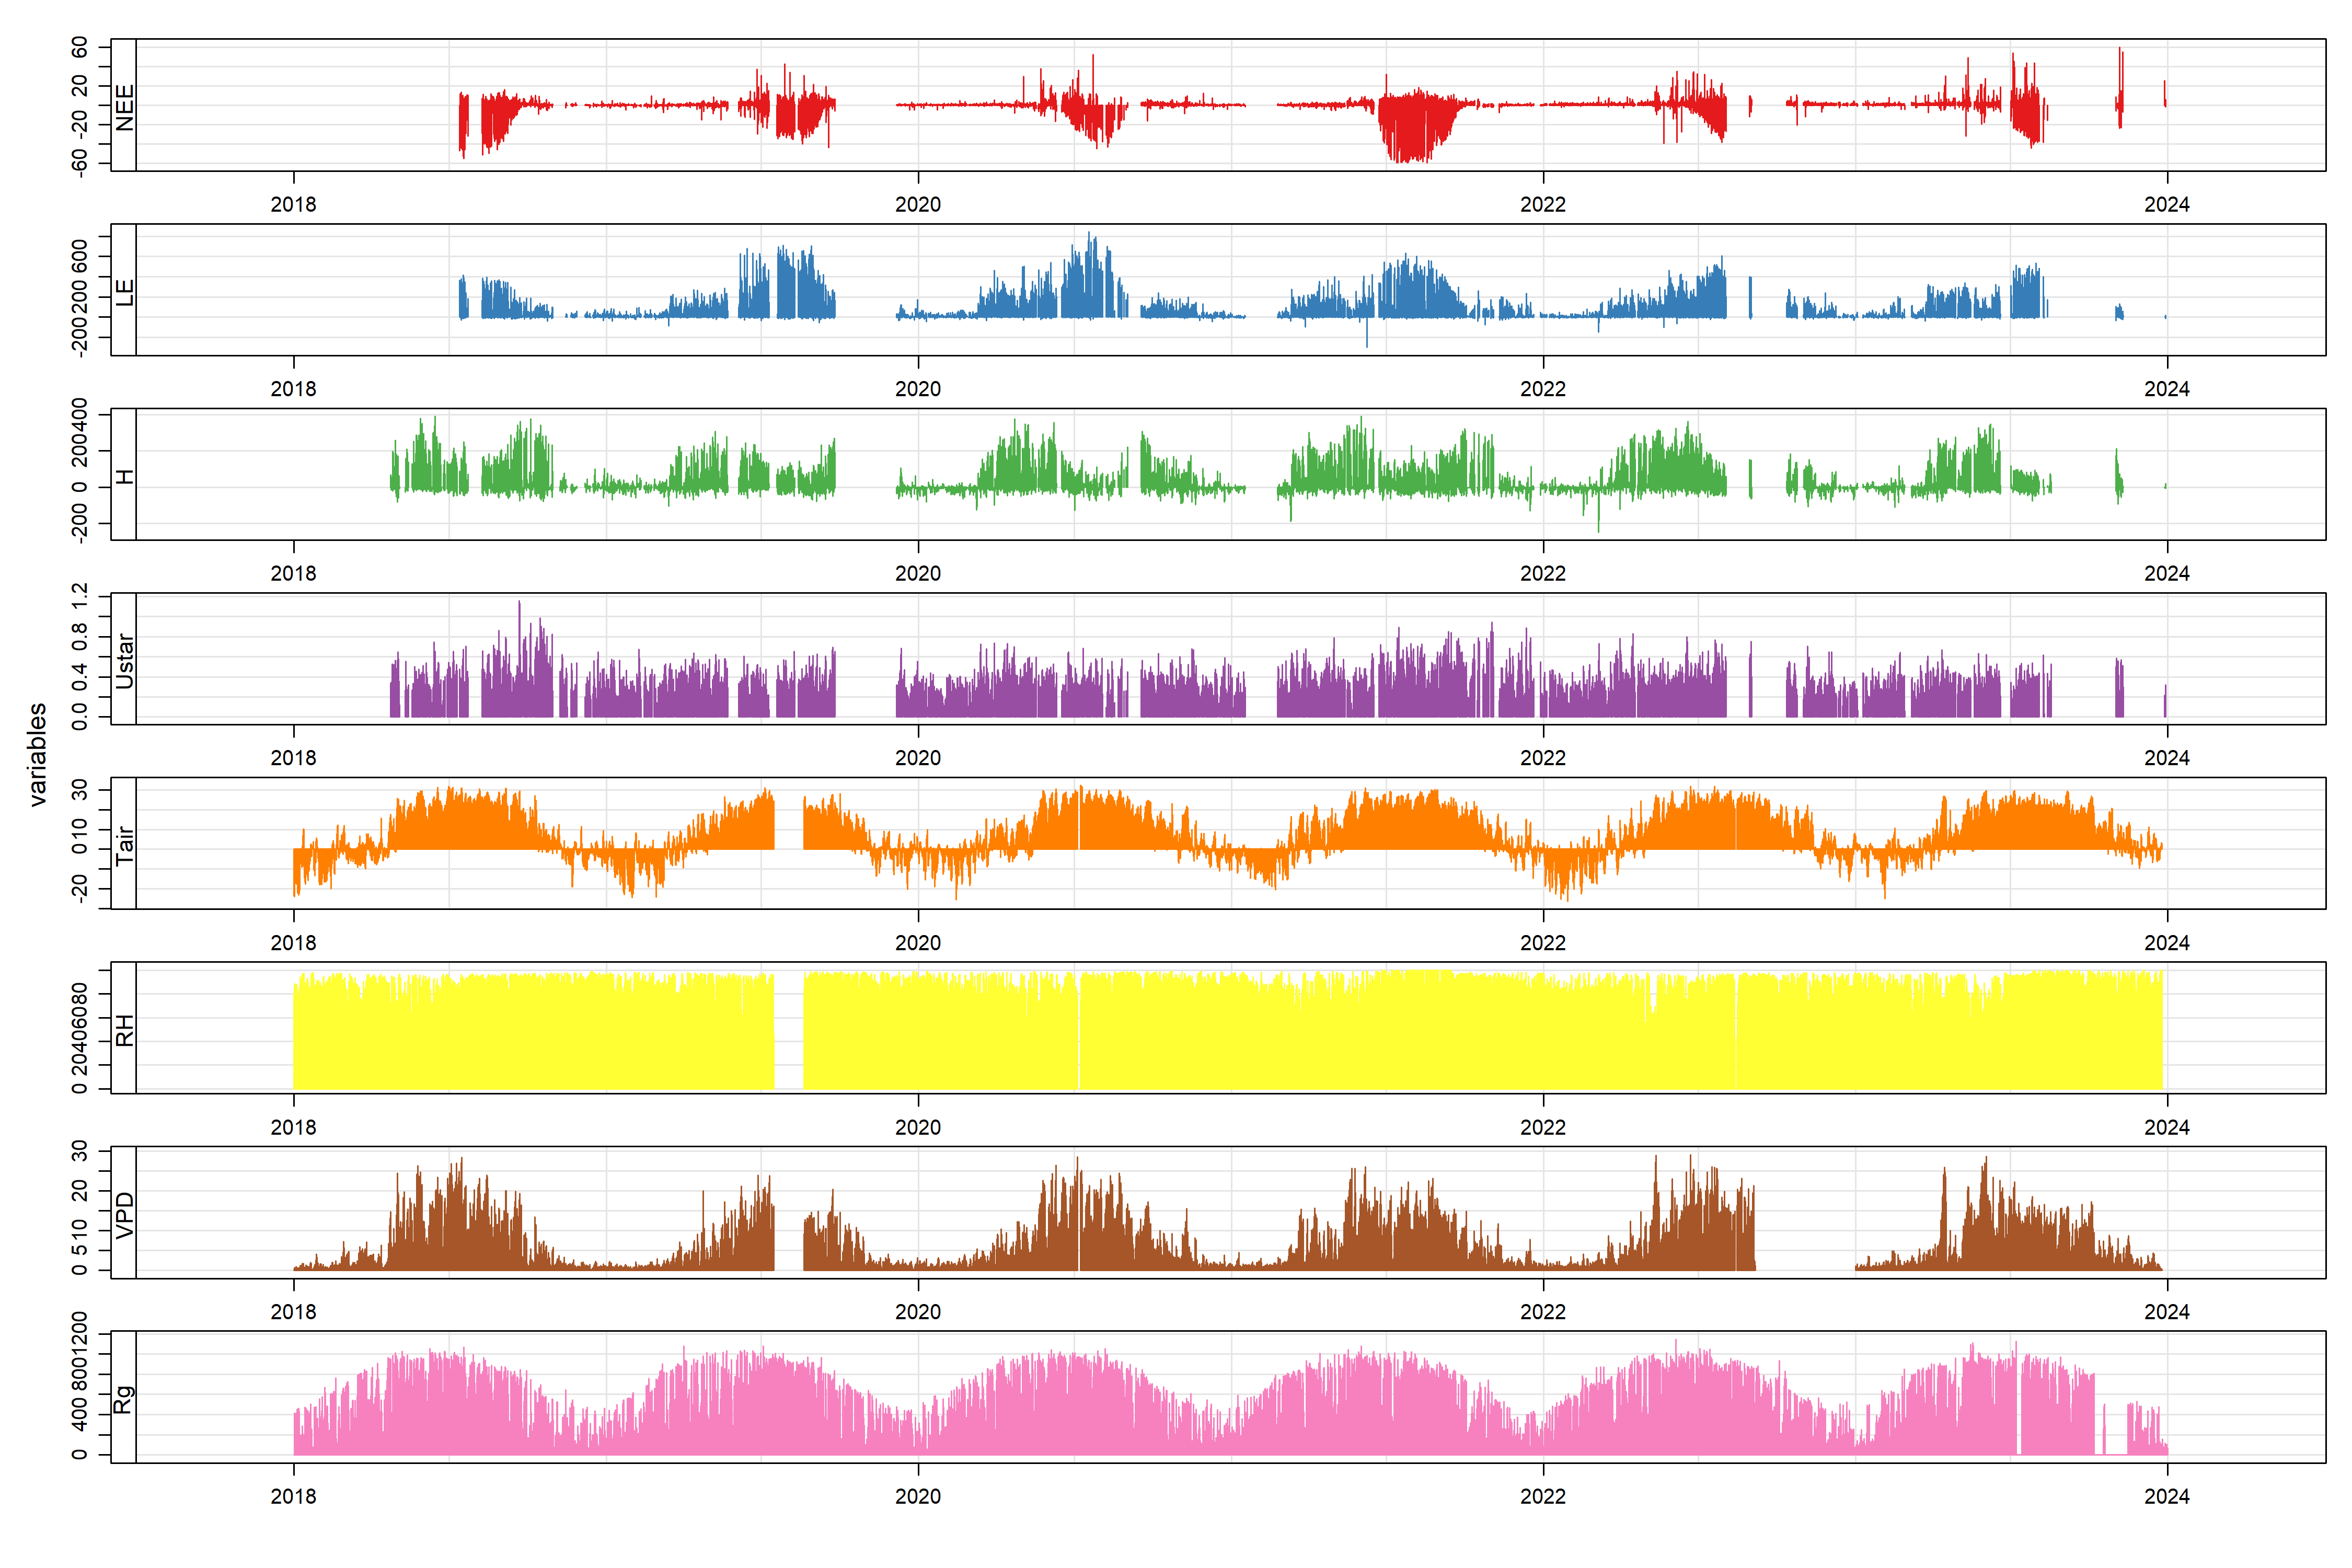 variables
NEE
-60 -20 20 60
2018 2020 2022 2024
LE
-200 200 600
2018 2020 2022 2024
H
-200 0 200 400
2018 2020 2022 2024
Ustar
0.0 0.4 0.8 1.2
2018 2020 2022 2024
Tair
-20 0 10 30
2018 2020 2022 2024
RH
0 20 40 60 80
2018 2020 2022 2024
VPD
0 5 10 20 30
2018 2020 2022 2024
Rg
0 400 800 1200
2018 2020 2022 2024